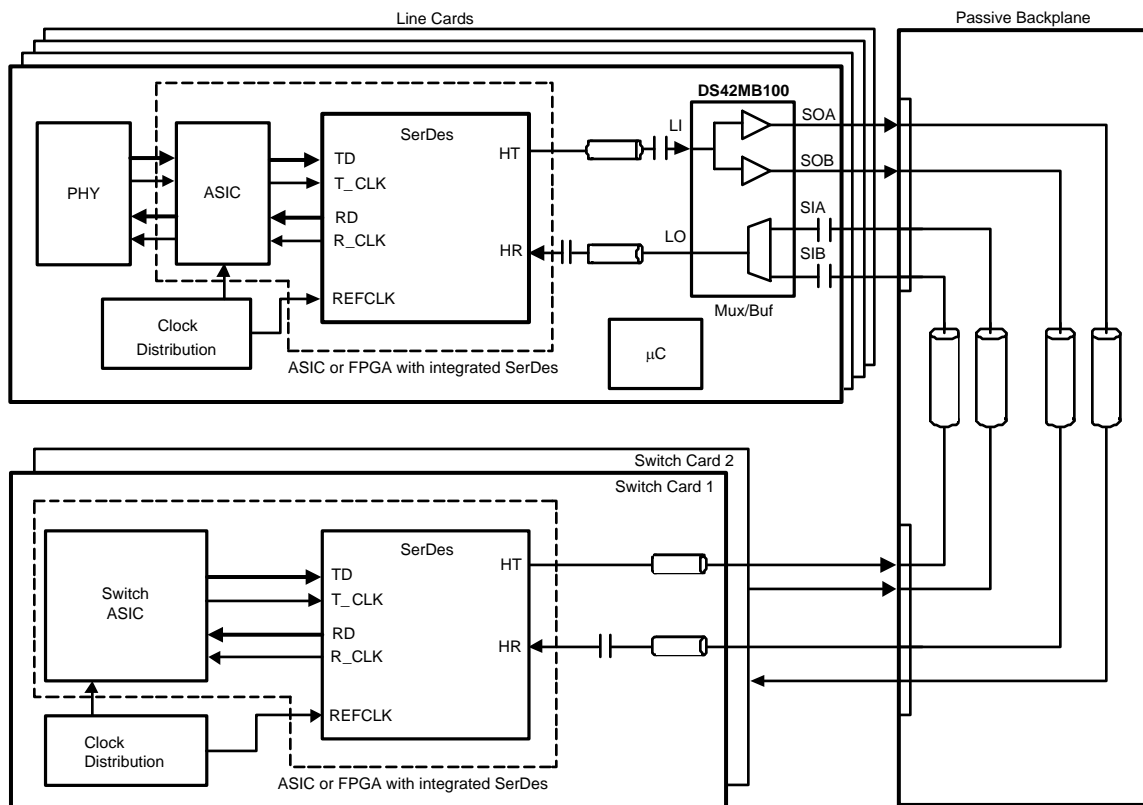 Line Cards
Passive Backplane
DS42MB100
SerDes
PHY
ASIC
TD
T_CLK
RD
R_CLK
REFCLK
HT
HR
LI
LO
SOA
SOB
SIA
SIB
Mux/Buf
Clock
Distribution
ASIC or FPGA with integrated SerDes
μC
Switch Card 2
Switch Card 1
SerDes
Switch
ASIC
TD
T_CLK
RD
R_CLK
REFCLK
HT
HR
Clock
Distribution
ASIC or FPGA with integrated SerDes